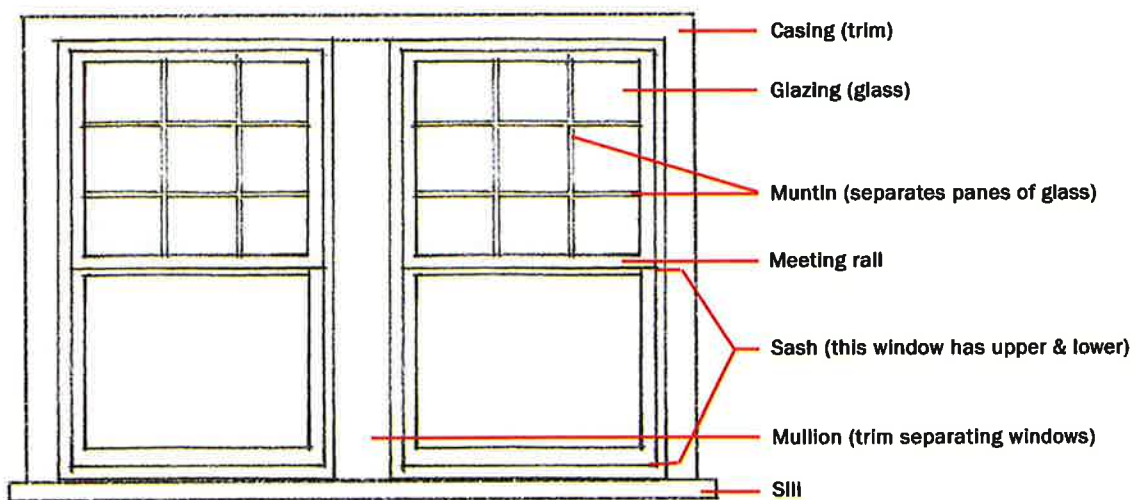 Casing (trim)
Glazing (glass)
Muntin (separates panes of glass)
Meeting rail
Sash (this window has upper & lower)
Mullion (trim separating windows)
Sill